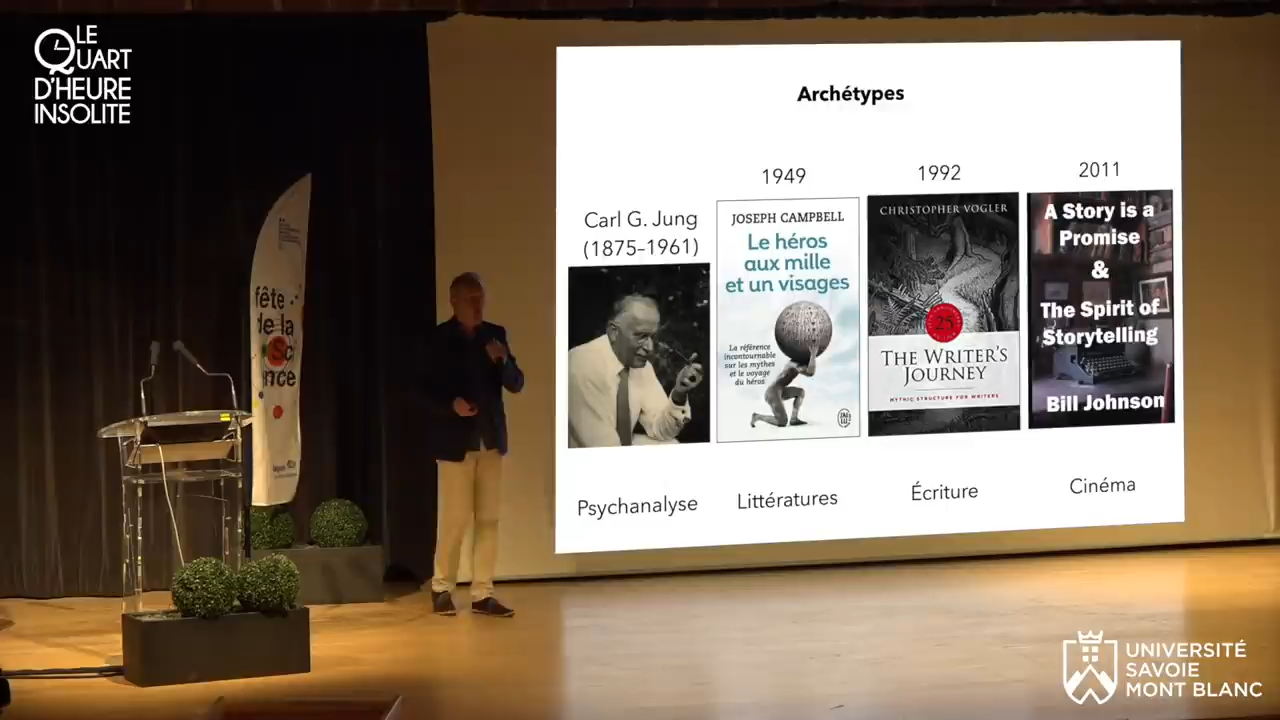 LE
QUART
D'HEURE
INSOLITE
Archétypes
Carl G. Jung
(1875-1961)
Psychanalyse
1949
JOSEPH CAMPBELL
Le héros
aux mille
et un visages
La référence
incontournable
sur les mythes
et le voyage
du héros
Littératures
1992
CHRISTOPHER VOGLER
25
THE WRITER'S
JOURNEY
MYTHIC STRUCTURE FOR WRITERS
Écriture
2011
A Story is a
Promise
&
The Spirit of
Storytelling
Bill Johnson
Cinéma
fête
de la
Sc
nce
UNIVERSITÉ
SAVOIE
MONT BLANC